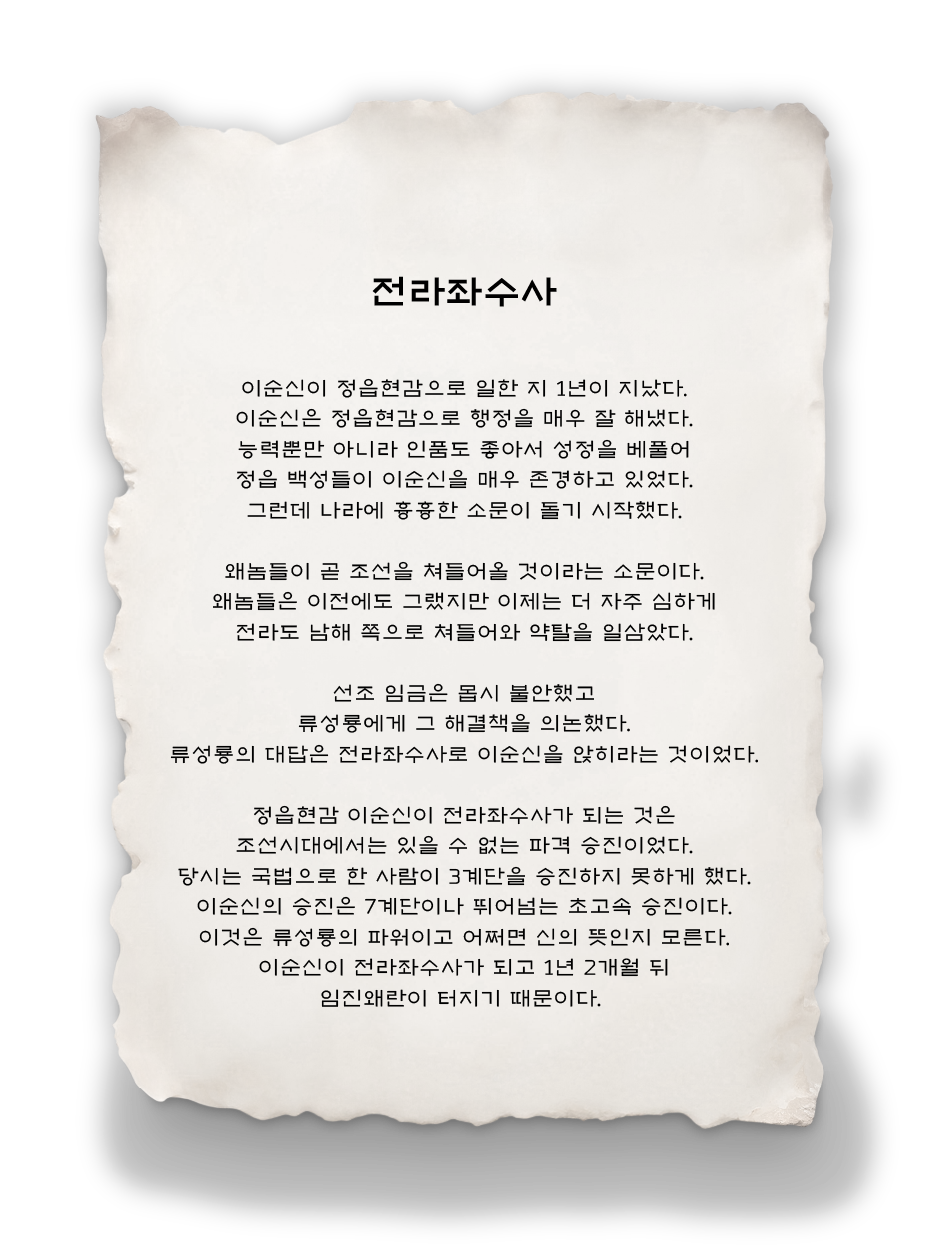 전라좌수사
이순신이 정읍현감으로 일한 지 1년이 지났다.
이순신은 정읍현감으로 행정을 매우 잘 해냈다.
능력뿐만 아니라 인품도 좋아서 성정을 베풀어
정읍 백성들이 이순신을 매우 존경하고 있었다.
그런데 나라에 흉흉한 소문이 돌기 시작했다.
왜놈들이 곧 조선을 쳐들어올 것이라는 소문이다.
왜놈들은 이전에도 그랬지만 이제는 더 자주 심하게
전라도 남해 쪽으로 쳐들어와 약탈을 일삼았다.
선조 임금은 몹시 불안했고
류성룡에게 그 해결책을 의논했다.
류성룡의 대답은 전라좌수사로 이순신을 앉히라는 것이었다.
정읍현감 이순신이 전라좌수사가 되는 것은
조선시대에서는 있을 수 없는 파격 승진이었다.
당시는 국법으로 한 사람이 3계단을 승진하지 못하게 했다.
이순신의 승진은 7계단이나 뛰어넘는 초고속 승진이다.
이것은 류성룡의 파워이고 어쩌면 신의 뜻인지 모른다.
이순신이 전라좌수사가 되고 1년 2개월 뒤
임진왜란이 터지기 때문이다.